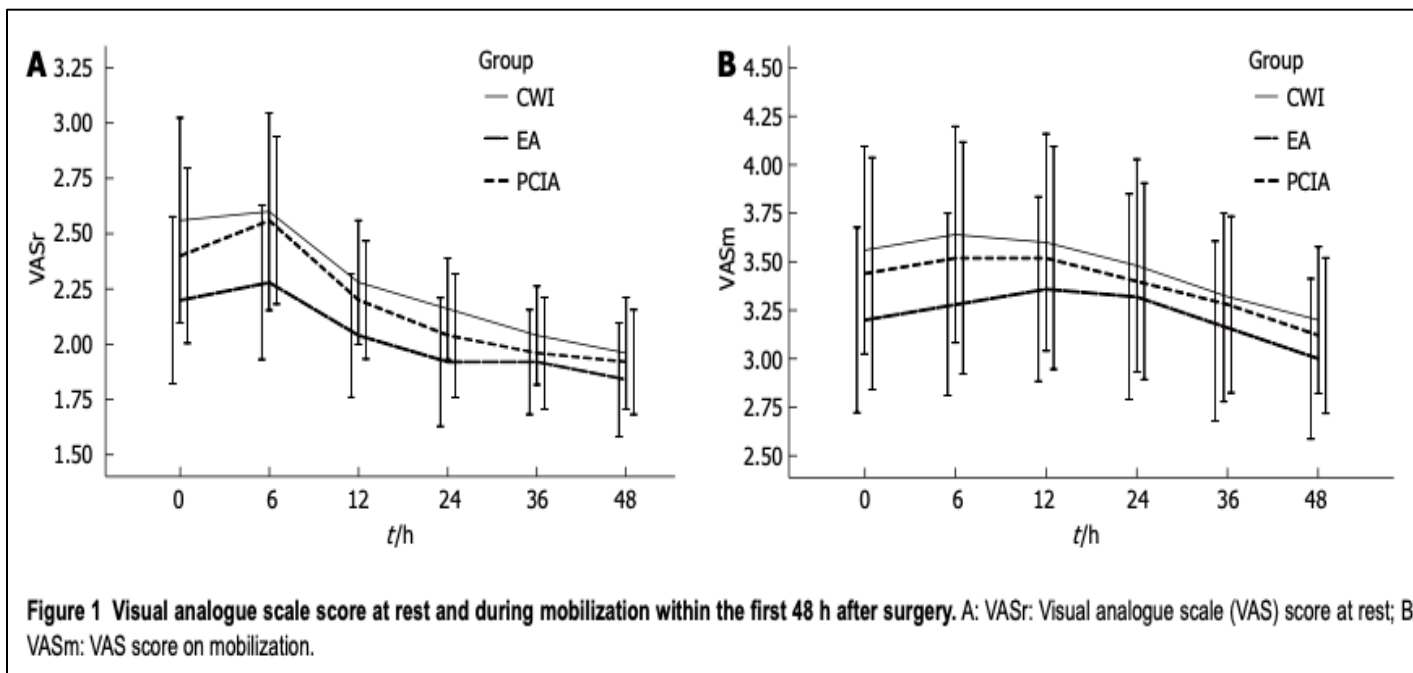 A
3.25
3.00
2.75
2.50
2.25
2.00
1.75
1.50
VASr
Group
CWI
EA
PCIA
0 6 12 24 36 48
t/h
B
4.50
4.25
4.00
3.75
3.50
3.25
3.00
2.75
2.50
VASm
Group
CWI
EA
PCIA
0 6 12 24 36 48
t/h
Figure 1 Visual analogue scale score at rest and during mobilization within the first 48 h after surgery. A: VASr: Visual analogue scale (VAS) score at rest; B
VASm: VAS score on mobilization.